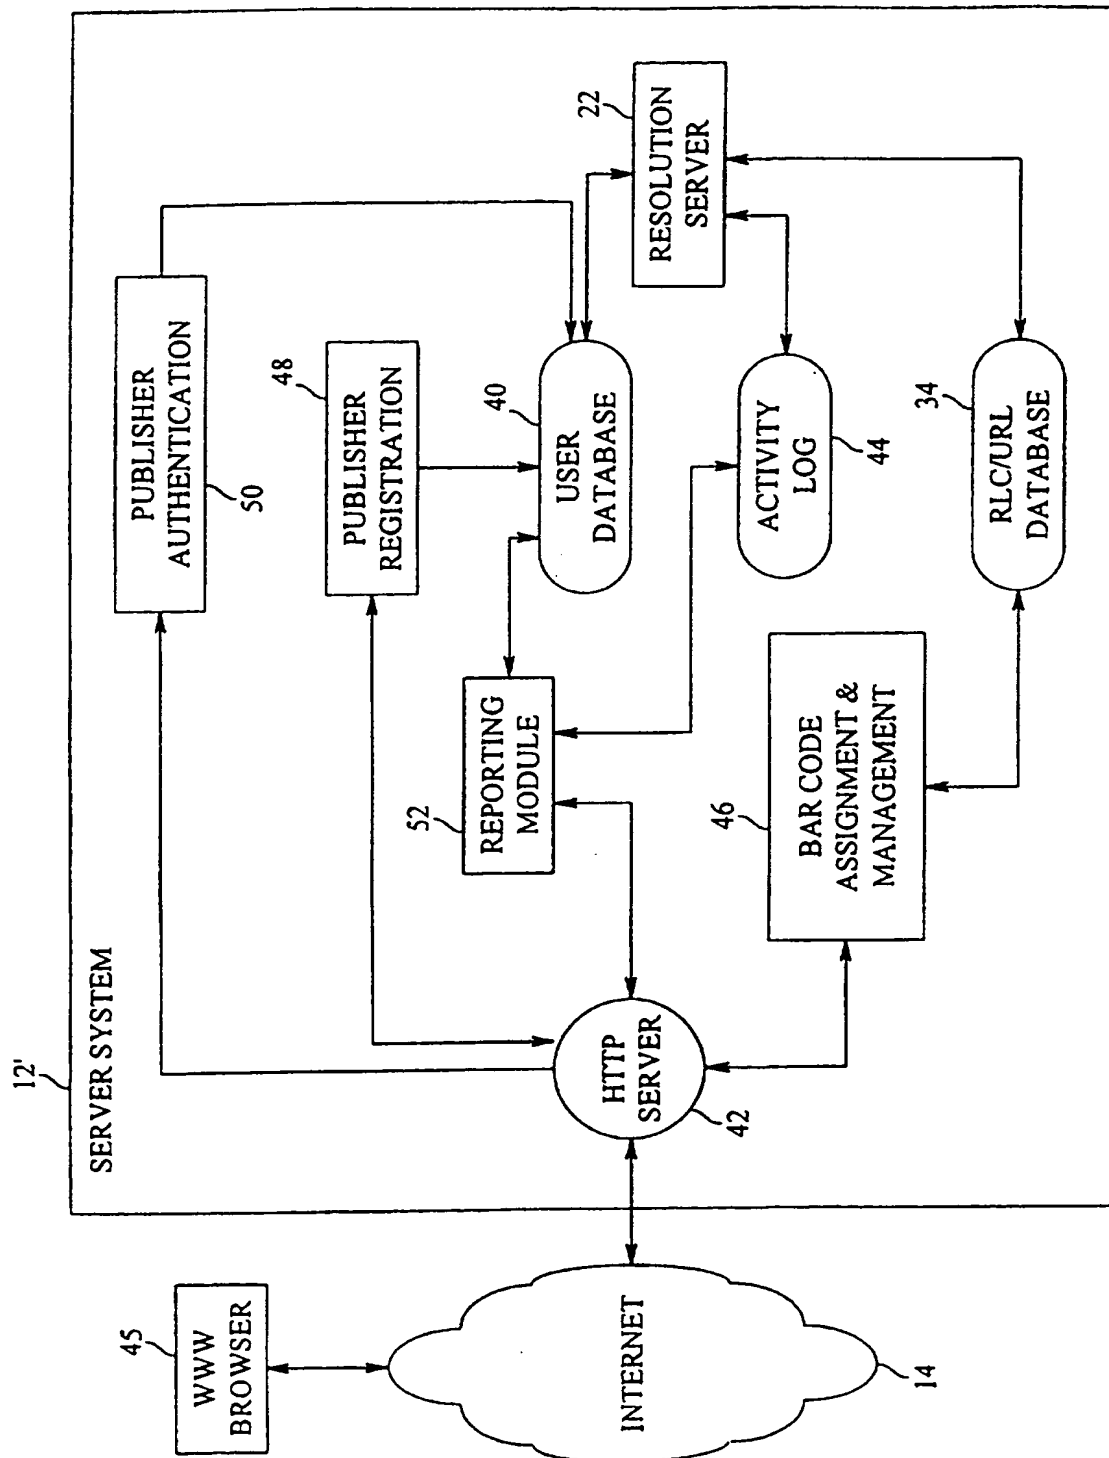 12'
SERVER SYSTEM
PUBLISHER
AUTHENTICATION
50
PUBLISHER
REGISTRATION
48
USER
DATABASE
40
RESOLUTION
SERVER
22
REPORTING
MODULE
52
ACTIVITY
LOG
44
HTTP
SERVER
42
BAR CODE
ASSIGNMENT &
MANAGEMENT
46
RLC/URL
DATABASE
34
WWW
BROWSER
45
INTERNET
14